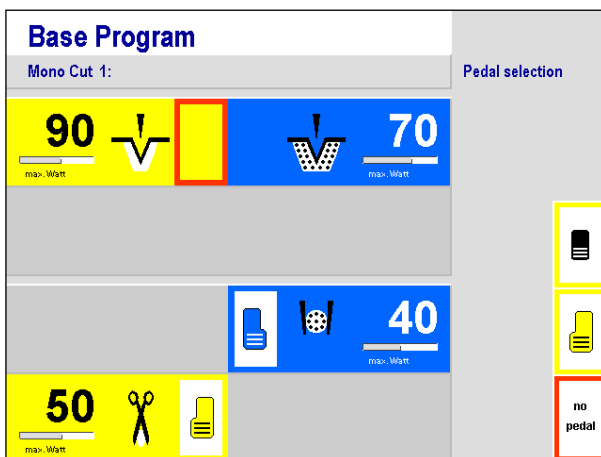 Base Program
Mono Cut 1:
Pedal selection
90
max. Watt
70
max. Watt
40
max. Watt
50
max. Watt
no
pedal